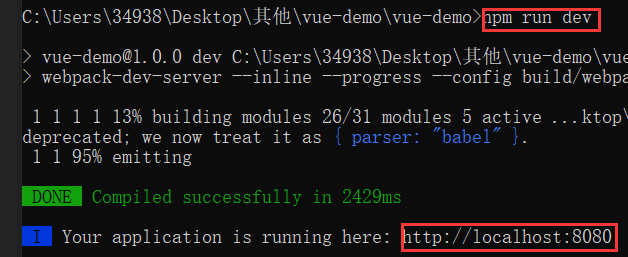 C:\Users\34938\Desktop\其他\vue-demo\vue-demo>npm run dev
> vue-demo@1.0.0 dev C:\Users\34938\Desktop\其他\vue-demo\vue
> webpack-dev-server --inline --progress --config build/webpa
1 1 1 1 13% building modules 26/31 modules 5 active ...ktop\
deprecated; we now treat it as { parser: "babel" }.
1 1 95% emitting
DONE Compiled successfully in 2429ms
I Your application is running here: http://localhost:8080